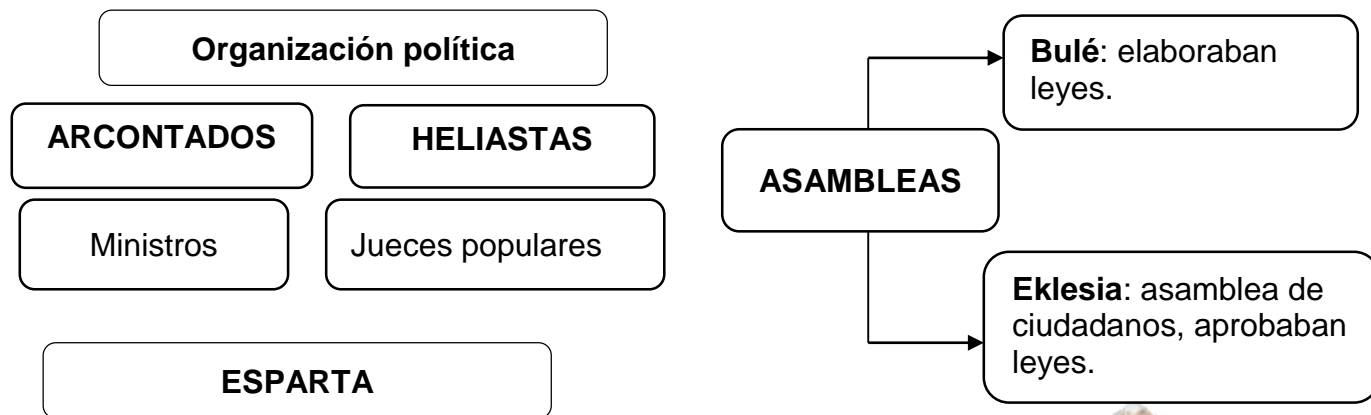 Organización política
ARCONTADOS
HELIASTAS
Ministros
Jueces populares
ASAMBLEAS
Bulé: elaboraban
leyes.
Eklesia: asamblea de
ciudadanos, aprobaban
leyes.
ESPARTA